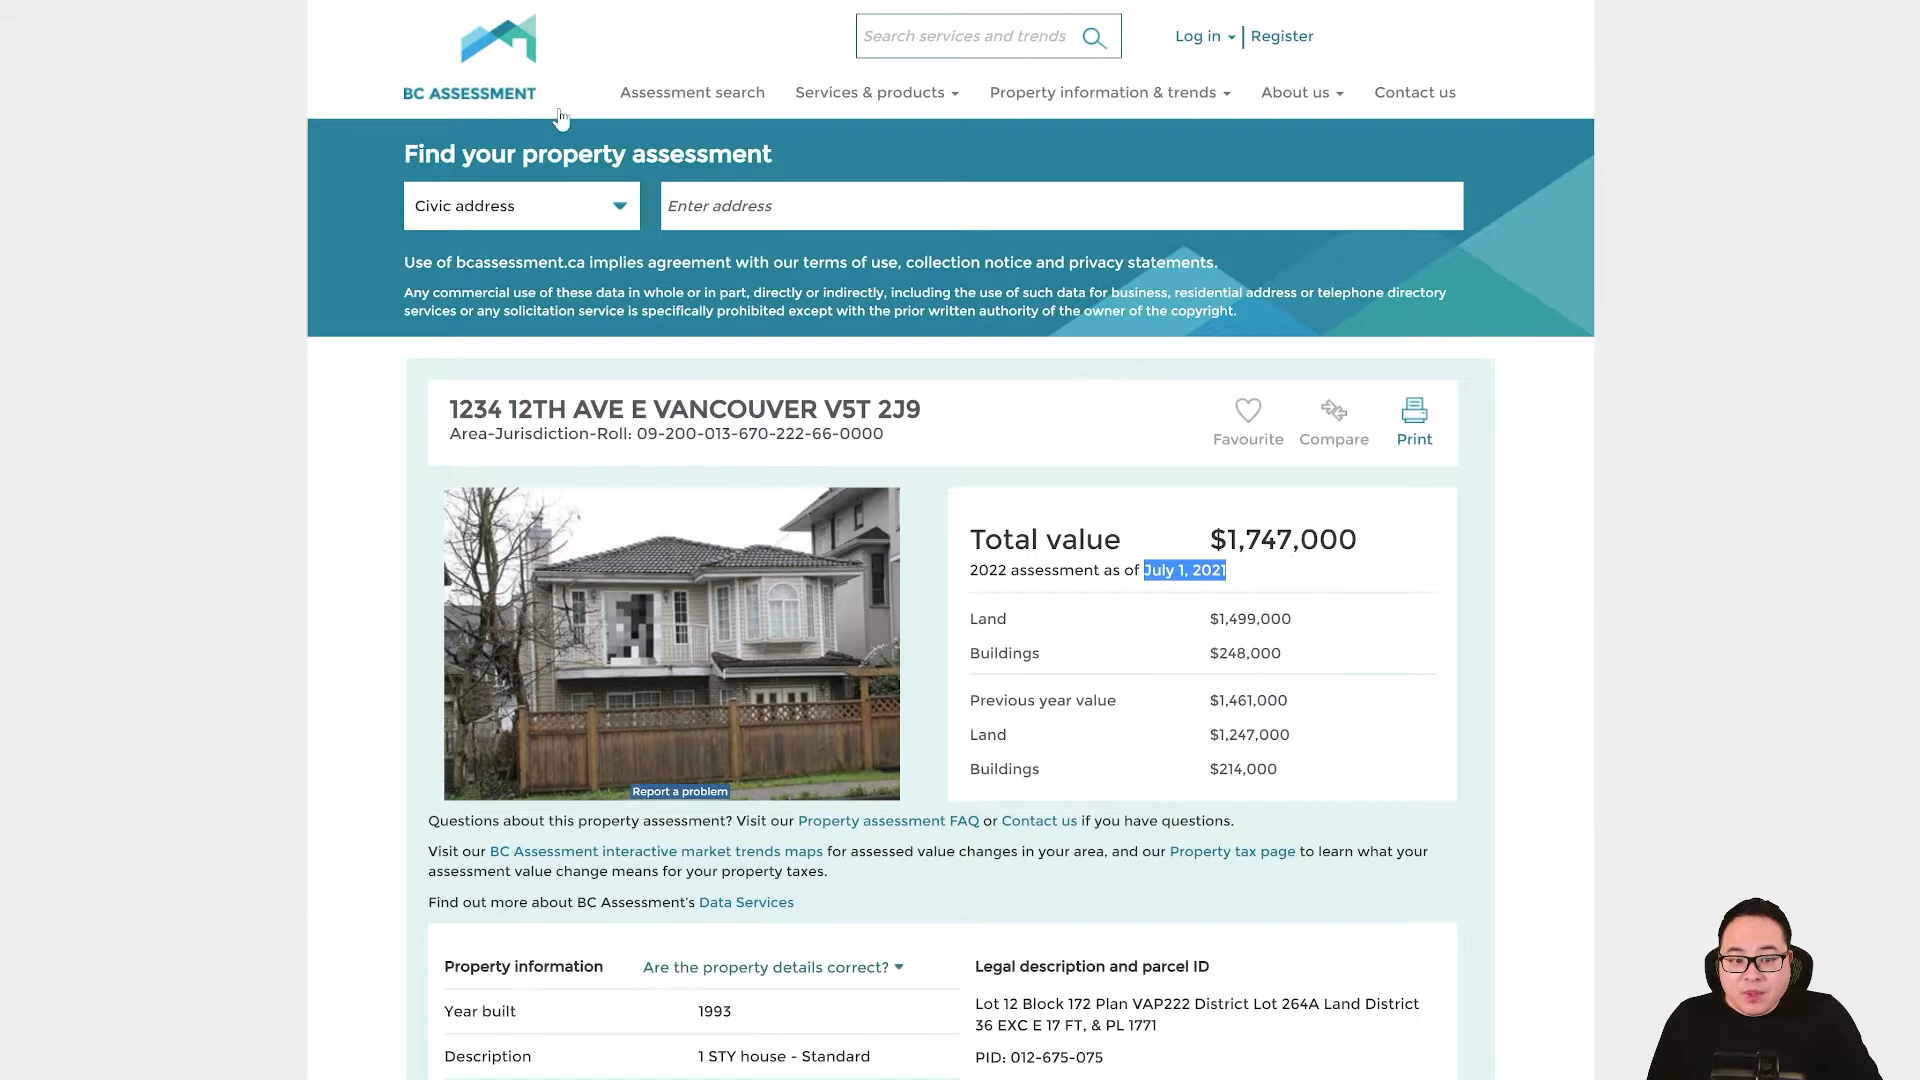 Search services and trends
Log in
Register
BC ASSESSMENT
Assessment search
Services & products
Property information & trends
About us
Contact us
Find your property assessment
Civic address
Enter address
Use of bcassessment.ca implies agreement with our terms of use, collection notice and privacy statements.
Any commercial use of these data in whole or in part, directly or indirectly, including the use of such data for business, residential address or telephone directory
services or any solicitation service is specifically prohibited except with the prior written authority of the owner of the copyright.
1234 12TH AVE E VANCOUVER V5T 2J9
Area-Jurisdiction-Roll: 09-200-013-670-222-66-0000
Favourite
Compare
Print
Total value $1,747,000
2022 assessment as of July 1, 2021
Land $1,499,000
Buildings $248,000
Previous year value $1,461,000
Land $1,247,000
Buildings $214,000
Report a problem
Questions about this property assessment? Visit our Property assessment FAQ or Contact us if you have questions.
Visit our BC Assessment interactive market trends maps for assessed value changes in your area, and our Property tax page to learn what your
assessment value change means for your property taxes.
Find out more about BC Assessment's Data Services
Property information
Are the property details correct?
Year built 1993
Description 1 STY house - Standard
Legal description and parcel ID
Lot 12 Block 172 Plan VAP222 District Lot 264A Land District
36 EXC E 17 FT, & PL 1771
PID: 012-675-075